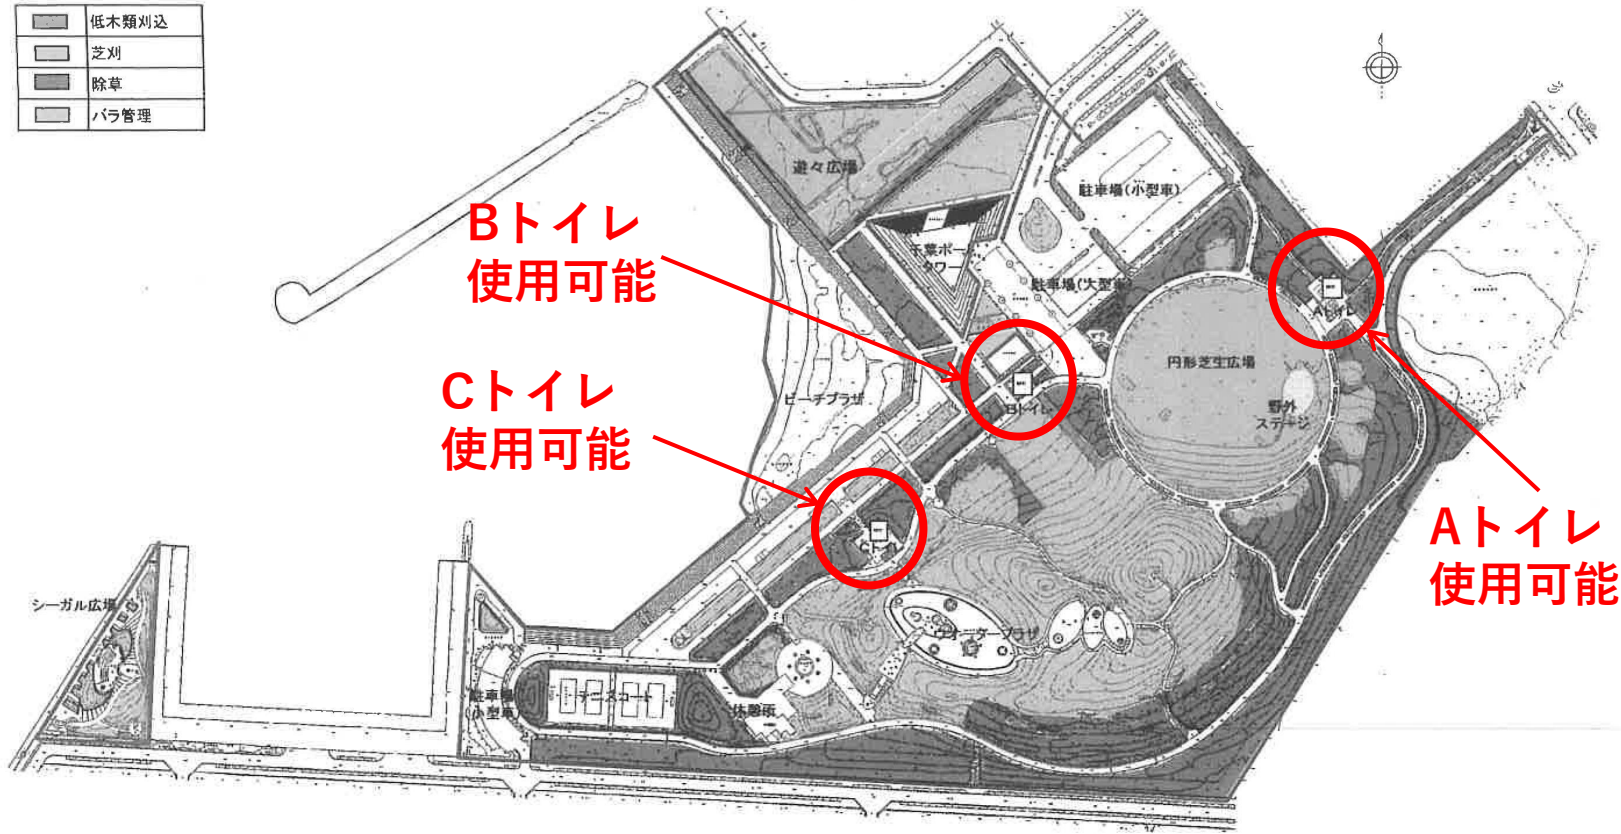 低木類刈込
芝刈
除草
バラ管理
遊々広場
駐車場(小型車)
Bトイレ
使用可能
千葉ポート
タワー
駐車場(大型車)
Aトイレ
円形芝生広場
野外
ステージ
Bトイレ
ビーチプラザ
Cトイレ
使用可能
Cトイレ
Aトイレ
使用可能
シーガル広場
ウォータープラザ
駐車場
(小型車)
テニスコート
休憩所